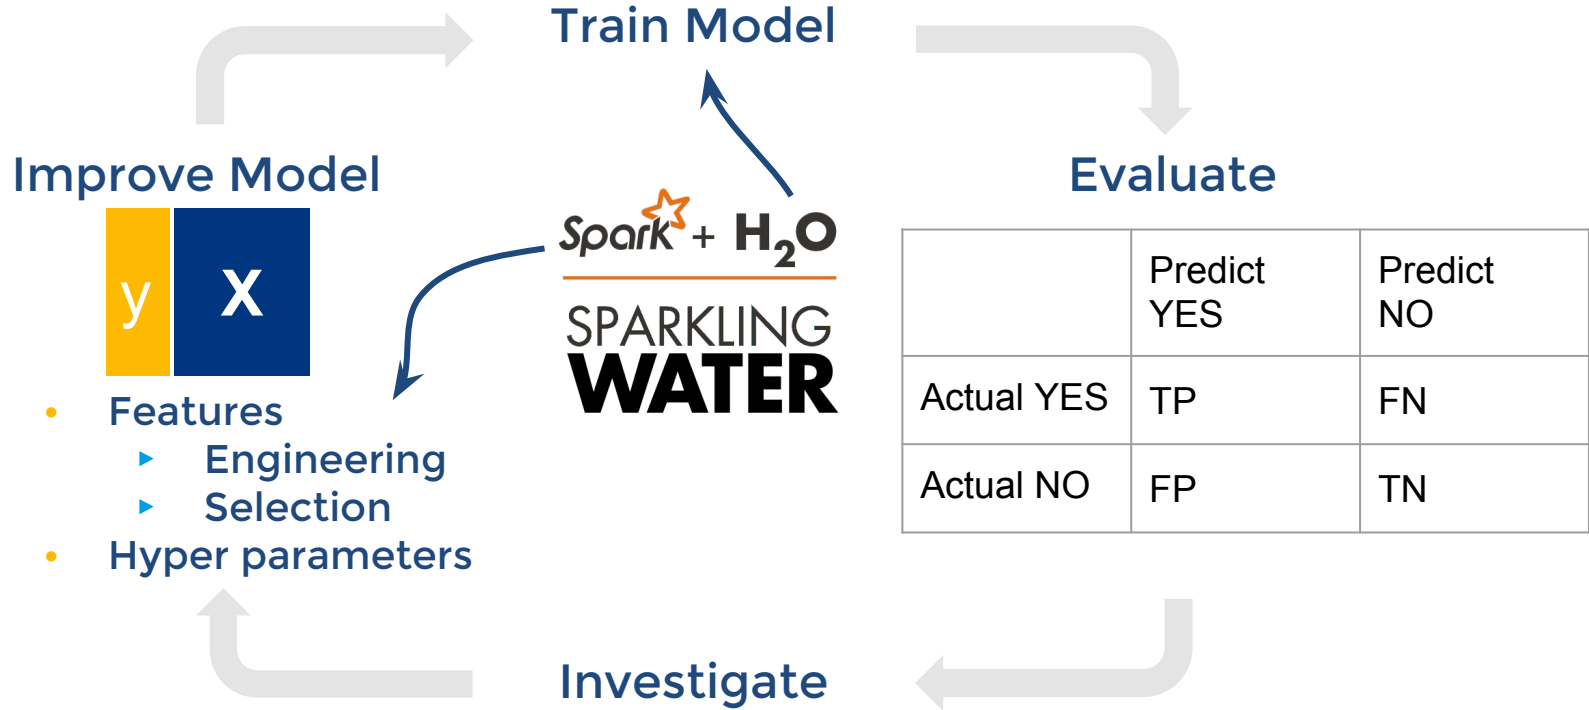 Train Model
Improve Model
y X
Features
Engineering
Selection
Hyper parameters
Spark + H₂O
SPARKLING
WATER
Evaluate
Predict YES
Predict NO
Actual YES TP FN
Actual NO FP TN
Investigate